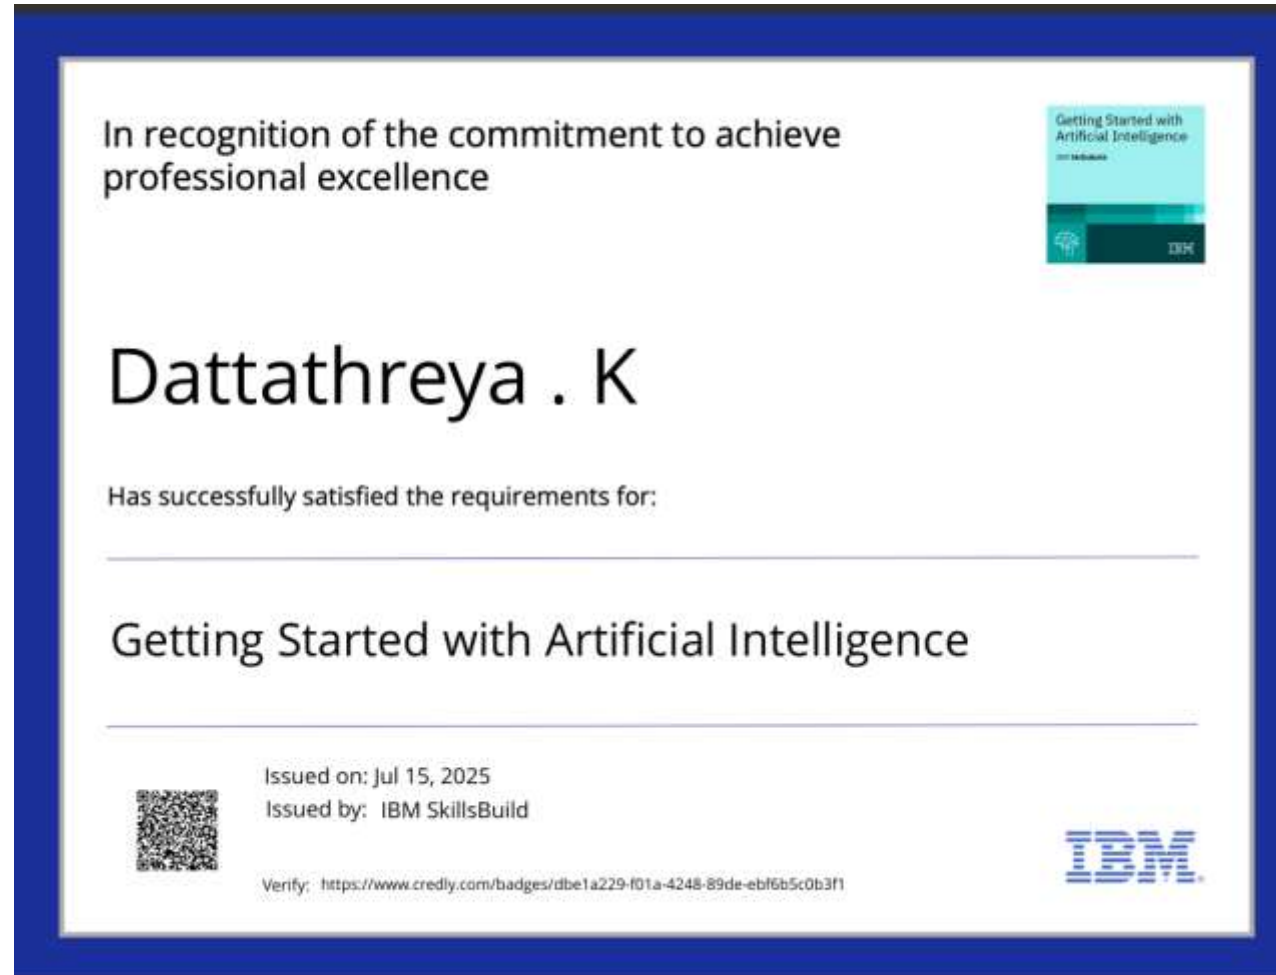 In recognition of the commitment to achieve
professional excellence
Getting Started with
Artificial Intelligence
IBM SkillsBuild
IBM
Dattathreya . K
Has successfully satisfied the requirements for:
Getting Started with Artificial Intelligence
Issued on: Jul 15, 2025
Issued by: IBM SkillsBuild
Verify: https://www.credly.com/badges/dbe1a229-f01a-4248-89de-ebf6b5c0b3f1
IBM.